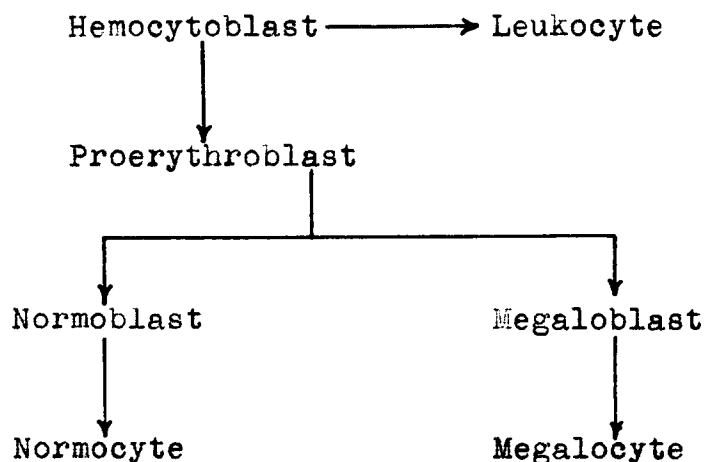 Hemocytoblast Leukocyte
Proerythroblast
Normoblast Megaloblast
Normocyte Megalocyte